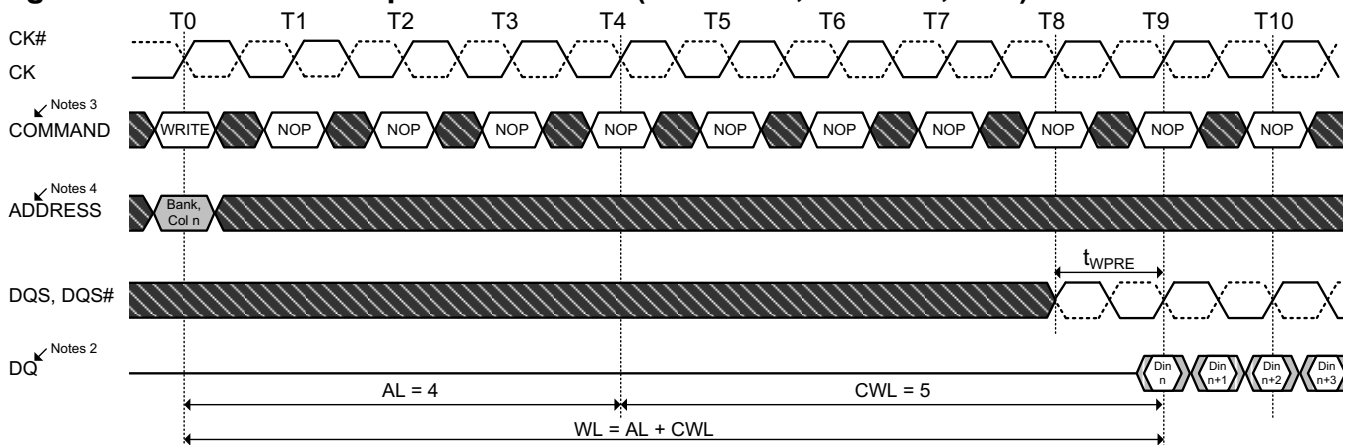 T0 T1 T2 T3 T4 T5 T6 T7 T8 T9 T10
CK#
CK
Notes 3
COMMAND WRITE NOP NOP NOP NOP NOP NOP NOP NOP NOP NOP
Notes 4
ADDRESS
Bank,
Col n
tWPRE
DQS, DQS#
Notes 2
DQ
Din Din Din Din
n n+1 n+2 n+3
AL = 4 CWL = 5
WL = AL + CWL